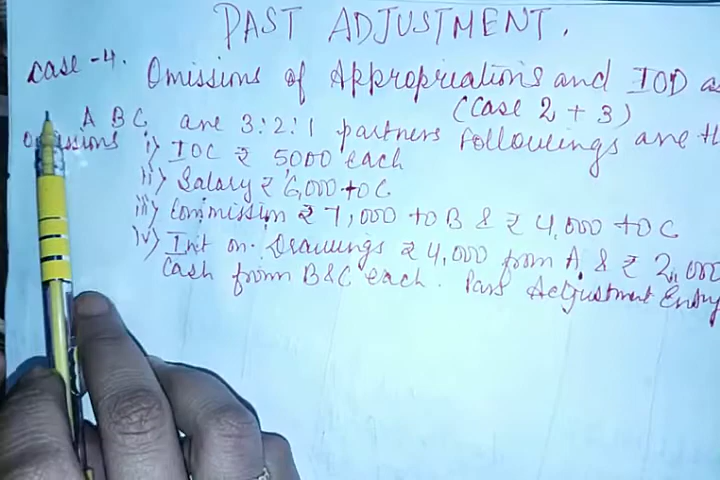 PAST ADJUSTMENT.
Case-4. Omissions of Appropriations and IOD as
(Case 2 + 3)
A B C are 3:2:1 partners followings are th
Omissions i) IOC ₹ 5000 each
ii) Salary ₹ 6,000 to C
iii) Commission ₹ 7,000 to B & ₹ 4,000 to C
iv) Int on. Drawings ₹ 4,000 from A & ₹ 2,000
Cash from B & C each. Pass Adjustment Entry